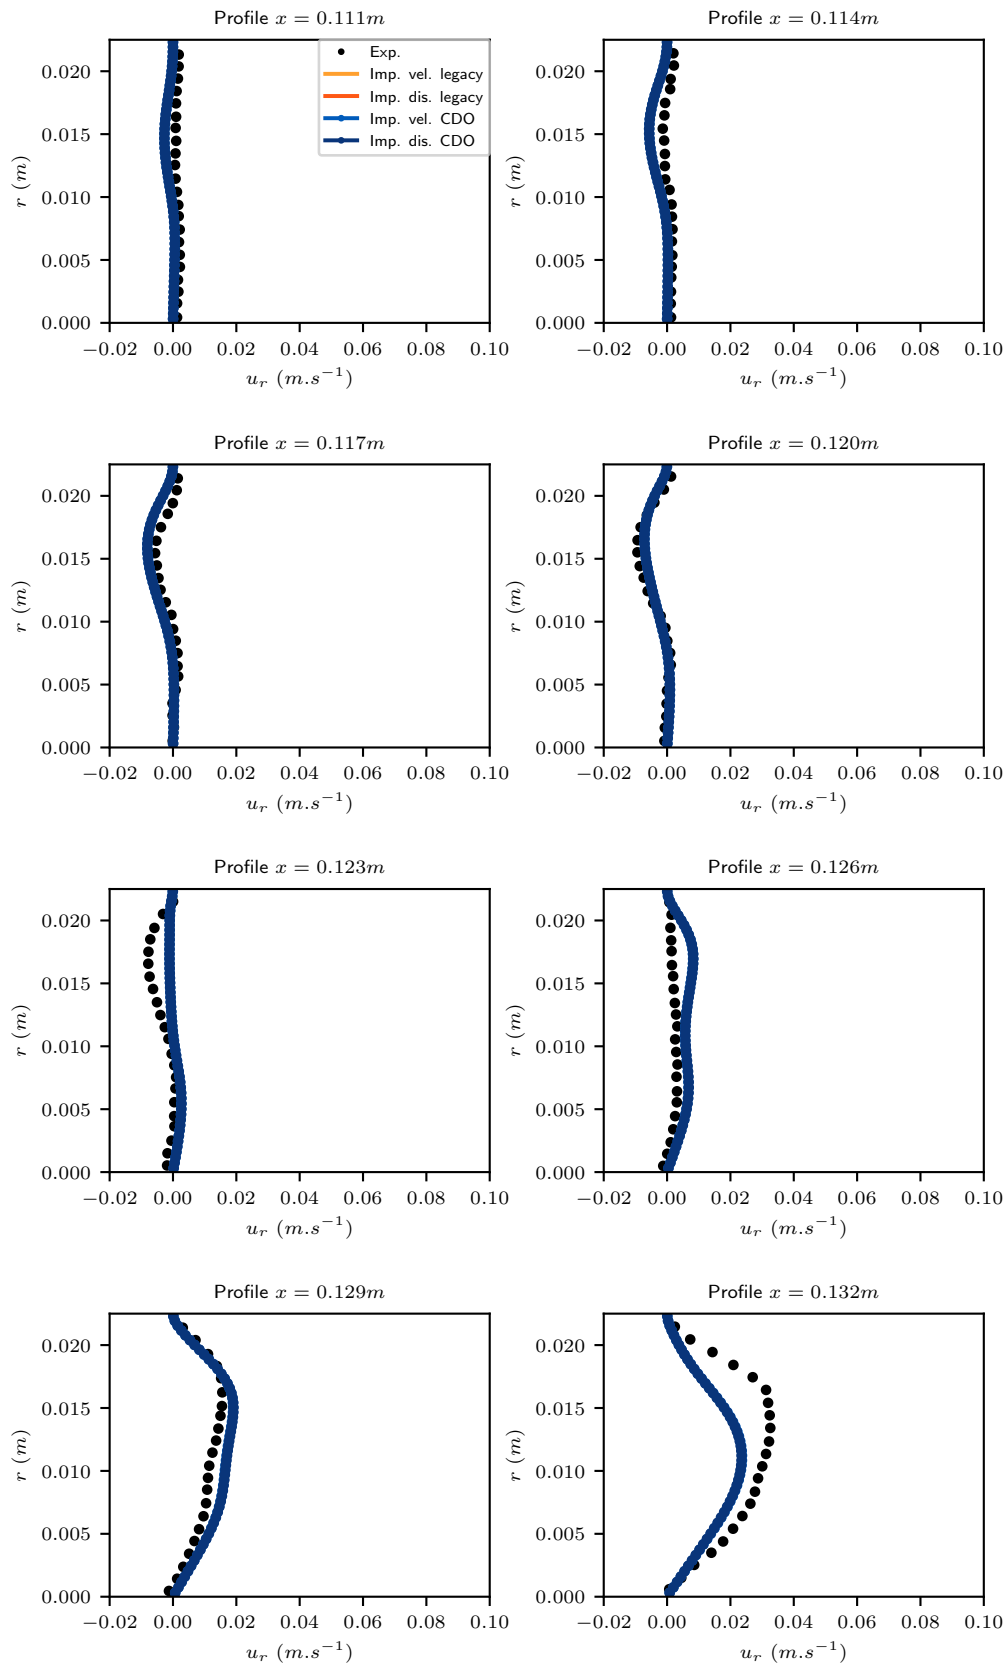 Profile x = 0.111m
Profile x = 0.114m
0.020
0.015
0.010
0.005
0.000
r (m)
Exp.
Imp. vel. legacy
Imp. dis. legacy
Imp. vel. CDO
Imp. dis. CDO
−0.02 0.00 0.02 0.04 0.06 0.08 0.10
u_r (m.s⁻¹)
0.020
0.015
0.010
0.005
0.000
r (m)
−0.02 0.00 0.02 0.04 0.06 0.08 0.10
u_r (m.s⁻¹)
Profile x = 0.117m
Profile x = 0.120m
0.020
0.015
0.010
0.005
0.000
r (m)
−0.02 0.00 0.02 0.04 0.06 0.08 0.10
u_r (m.s⁻¹)
0.020
0.015
0.010
0.005
0.000
r (m)
−0.02 0.00 0.02 0.04 0.06 0.08 0.10
u_r (m.s⁻¹)
Profile x = 0.123m
Profile x = 0.126m
0.020
0.015
0.010
0.005
0.000
r (m)
−0.02 0.00 0.02 0.04 0.06 0.08 0.10
u_r (m.s⁻¹)
0.020
0.015
0.010
0.005
0.000
r (m)
−0.02 0.00 0.02 0.04 0.06 0.08 0.10
u_r (m.s⁻¹)
Profile x = 0.129m
Profile x = 0.132m
0.020
0.015
0.010
0.005
0.000
r (m)
−0.02 0.00 0.02 0.04 0.06 0.08 0.10
u_r (m.s⁻¹)
0.020
0.015
0.010
0.005
0.000
r (m)
−0.02 0.00 0.02 0.04 0.06 0.08 0.10
u_r (m.s⁻¹)